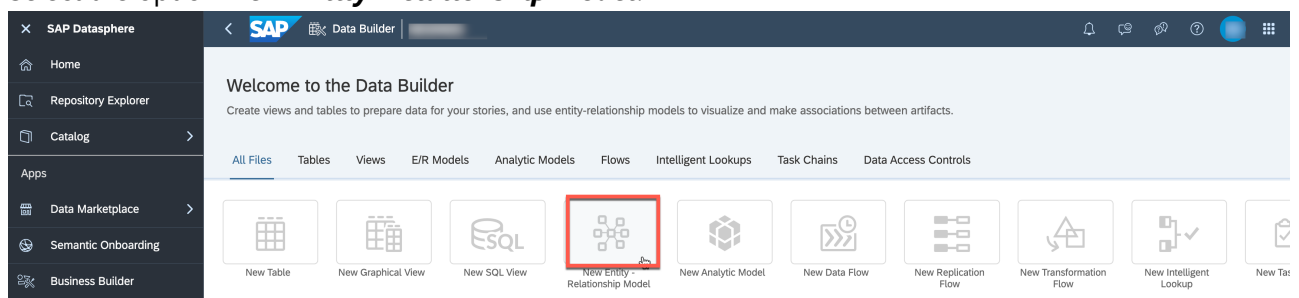 SAP Datasphere
SAP Data Builder
Home
Repository Explorer
Catalog
Apps
Data Marketplace
Semantic Onboarding
Business Builder
Welcome to the Data Builder
Create views and tables to prepare data for your stories, and use entity-relationship models to visualize and make associations between artifacts.
All Files Tables Views E/R Models Analytic Models Flows Intelligent Lookups Task Chains Data Access Controls
SQL
New Table
New Graphical View
New SQL View
New Entity -
Relationship Model
New Analytic Model
New Data Flow
New Replication
Flow
New Transformation
Flow
New Intelligent
Lookup
New Tas